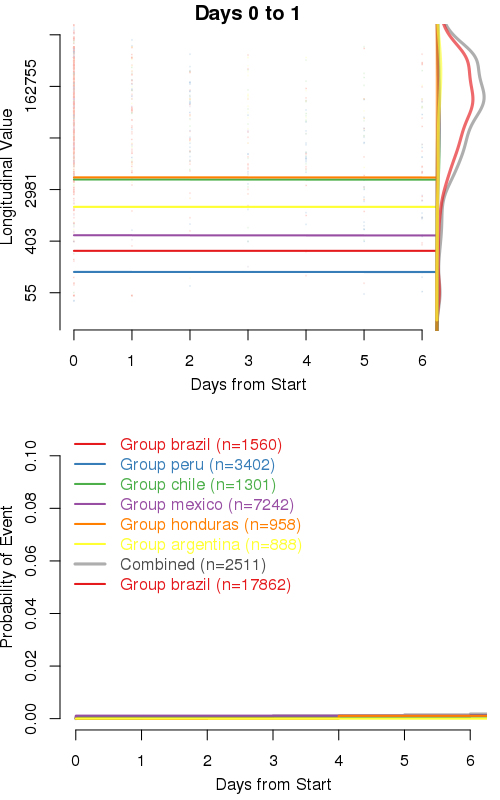 Days 0 to 1
Longitudinal Value
162755
2981
403
55
0 1 2 3 4 5 6
Days from Start
Probability of Event
0.10
0.08
0.06
0.04
0.02
0.00
Group brazil (n=1560)
Group peru (n=3402)
Group chile (n=1301)
Group mexico (n=7242)
Group honduras (n=958)
Group argentina (n=888)
Combined (n=2511)
Group brazil (n=17862)
0 1 2 3 4 5 6
Days from Start